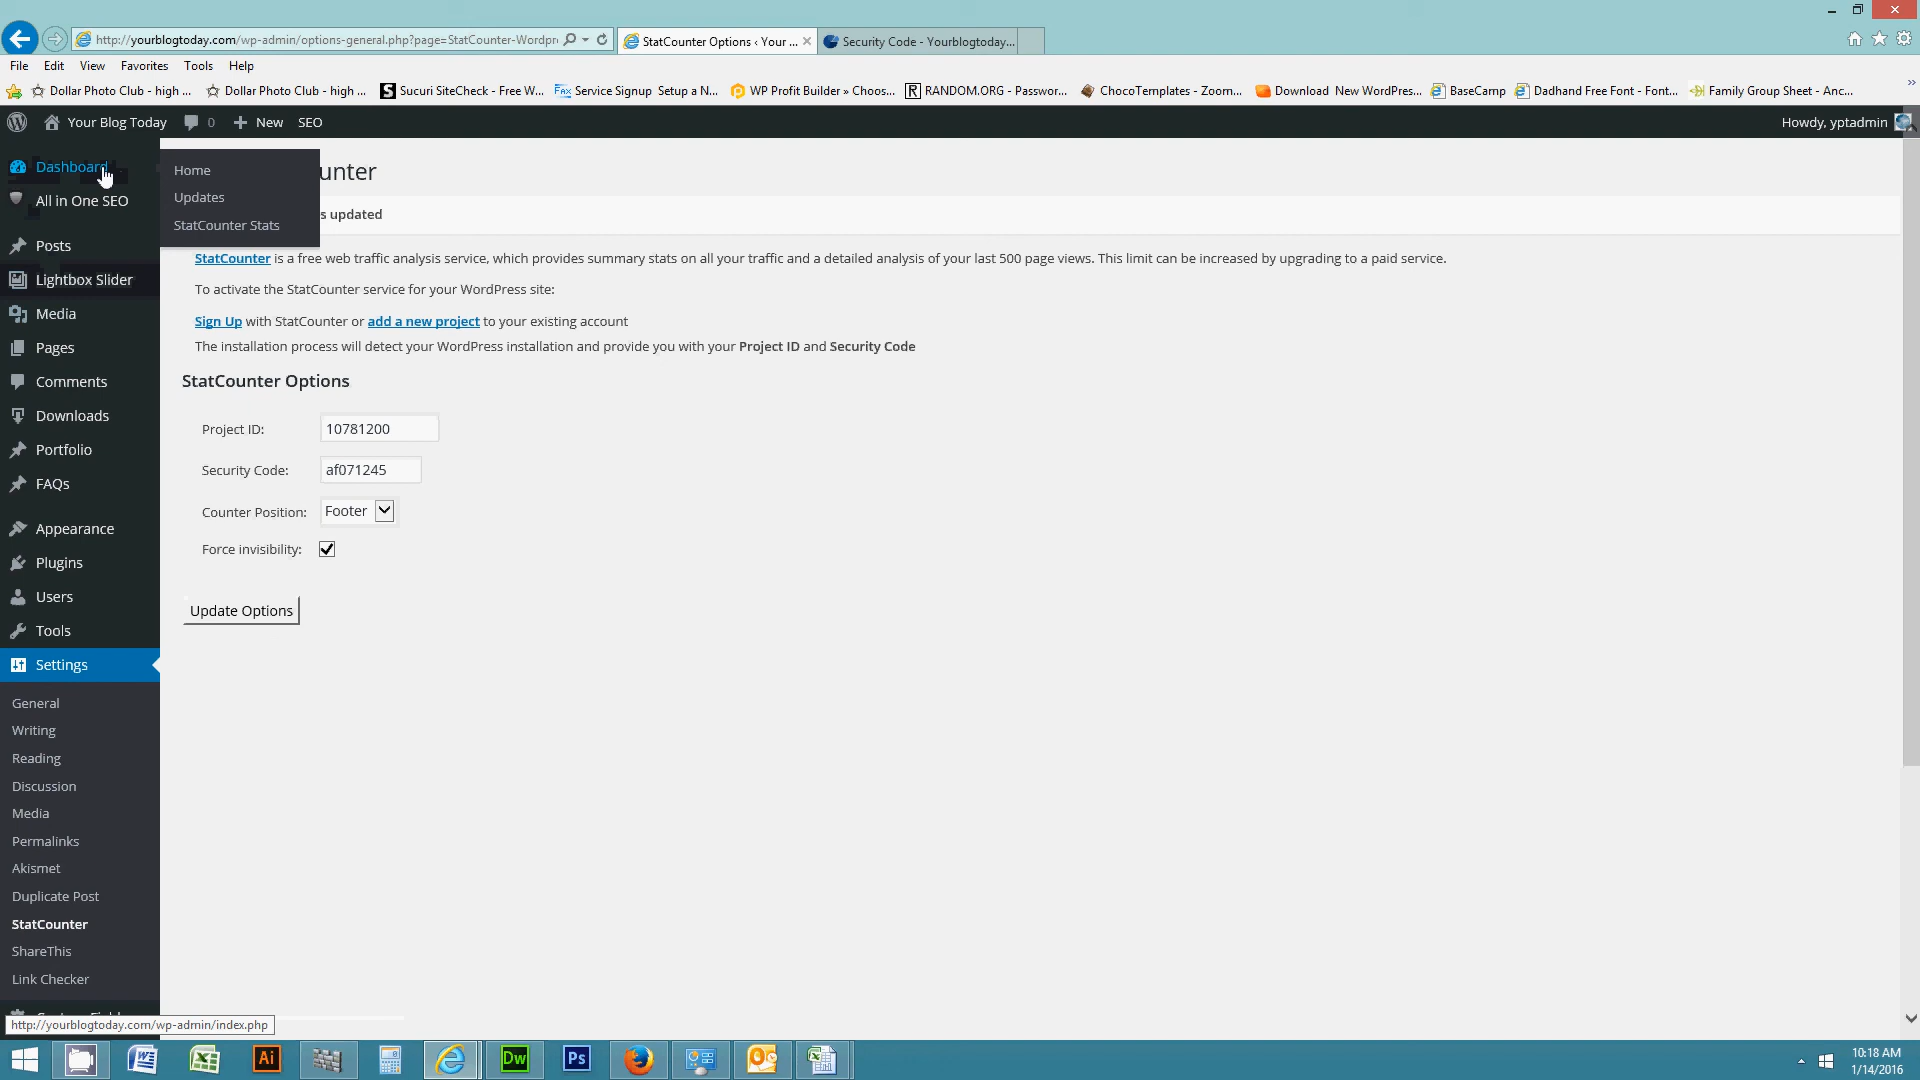 http://yourblogtoday.com/wp-admin/options-general.php?page=StatCounter-Wordpr
StatCounter Options ‹ Your ...
Security Code - Yourblogtoday...
File Edit View Favorites Tools Help
Dollar Photo Club - high ... Dollar Photo Club - high ... Sucuri SiteCheck - Free W... Service Signup Setup a N... WP Profit Builder » Choos... RANDOM.ORG - Passwor... ChocoTemplates - Zoom... Download New WordPress... BaseCamp Dadhand Free Font - Font... Family Group Sheet - Anc...
Your Blog Today 0 New SEO Howdy, yptadmin
Dashboard
All in One SEO
Posts
Lightbox Slider
Media
Pages
Comments
Downloads
Portfolio
FAQs
Appearance
Plugins
Users
Tools
Settings
General
Writing
Reading
Discussion
Media
Permalinks
Akismet
Duplicate Post
StatCounter
ShareThis
Link Checker
http://yourblogtoday.com/wp-admin/index.php
Home
Updates
StatCounter Stats
unter
s updated
StatCounter is a free web traffic analysis service, which provides summary stats on all your traffic and a detailed analysis of your last 500 page views. This limit can be increased by upgrading to a paid service.
To activate the StatCounter service for your WordPress site:
Sign Up with StatCounter or add a new project to your existing account
The installation process will detect your WordPress installation and provide you with your Project ID and Security Code
StatCounter Options
Project ID: 10781200
Security Code: af071245
Counter Position: Footer
Force invisibility:
Update Options
Ai Dw Ps
10:18 AM
1/14/2016